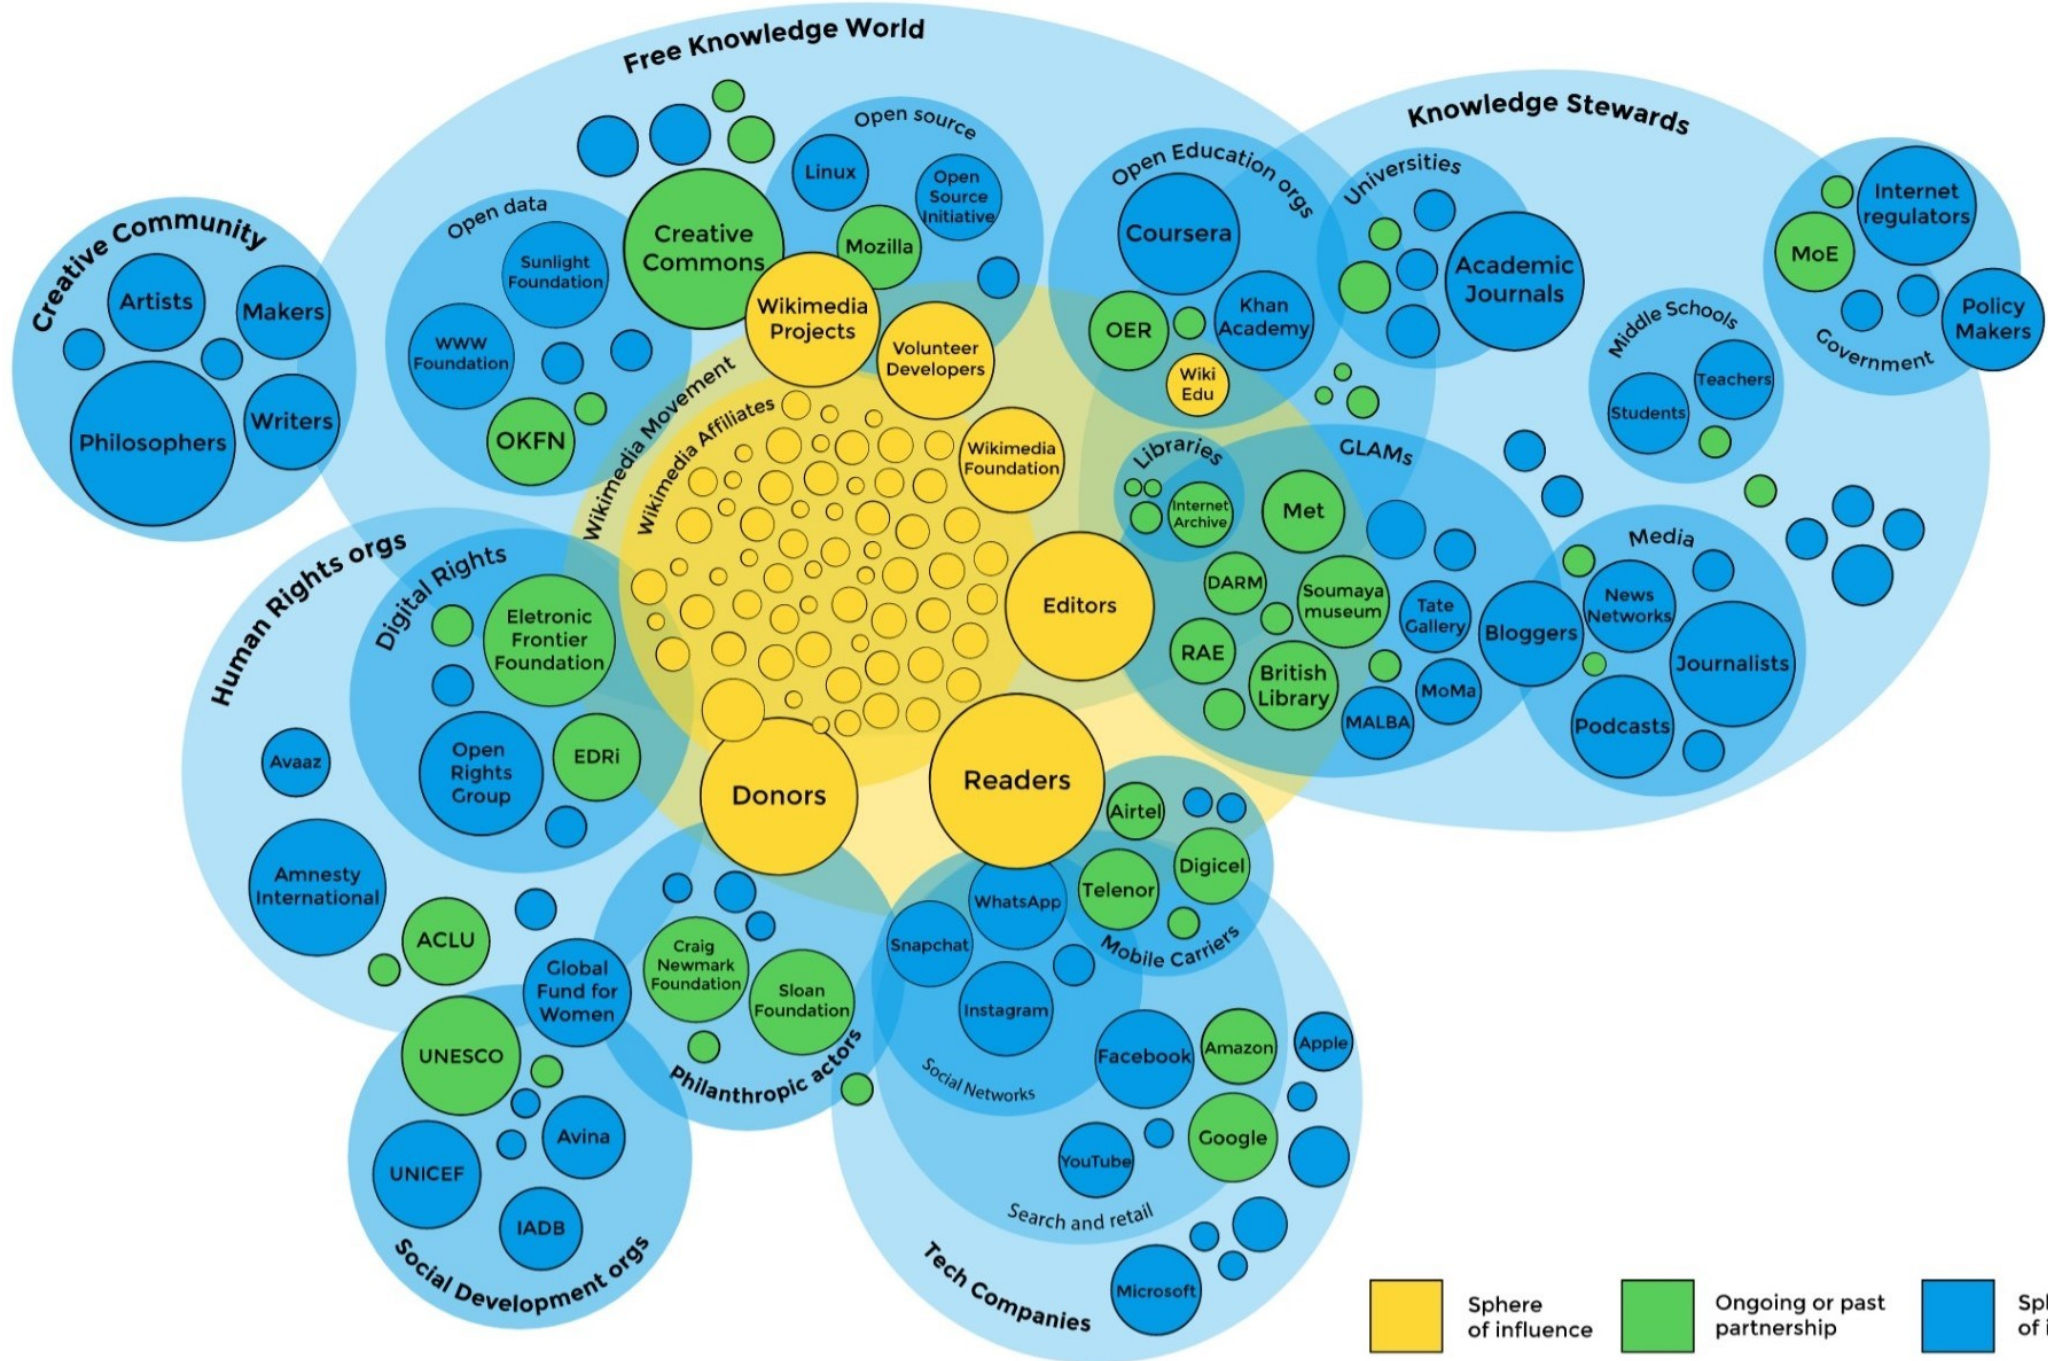 Free Knowledge World
Knowledge Stewards
Creative Community
Artists
Makers
Philosophers
Writers
Open data
Sunlight
Foundation
WWW
Foundation
OKFN
Creative
Commons
Open source
Linux
Open
Source
Initiative
Mozilla
Wikimedia
Projects
Volunteer
Developers
Wikimedia
Foundation
Wikimedia Movement
Wikimedia Affiliates
Editors
Readers
Donors
Open Education orgs
Coursera
Khan
Academy
OER
Wiki
Edu
Universities
Academic
Journals
Middle Schools
Teachers
Students
Internet
regulators
MoE
Policy
Makers
Government
Libraries
Internet
Archive
GLAMs
Met
DARM
Soumaya
museum
RAE
British
Library
Tate
Gallery
MoMa
MALBA
Media
Bloggers
News
Networks
Journalists
Podcasts
Human Rights orgs
Digital Rights
Eletronic
Frontier
Foundation
Open
Rights
Group
EDRi
Avaaz
Amnesty
International
ACLU
Global
Fund for
Women
UNESCO
UNICEF
Avina
IADB
Social Development orgs
Craig
Newmark
Foundation
Sloan
Foundation
Philanthropic actors
Airtel
Digicel
Telenor
Mobile Carriers
WhatsApp
Snapchat
Instagram
Social Networks
Facebook
Amazon
Apple
Google
YouTube
Search and retail
Microsoft
Tech Companies
Sphere
of influence
Ongoing or past
partnership
of